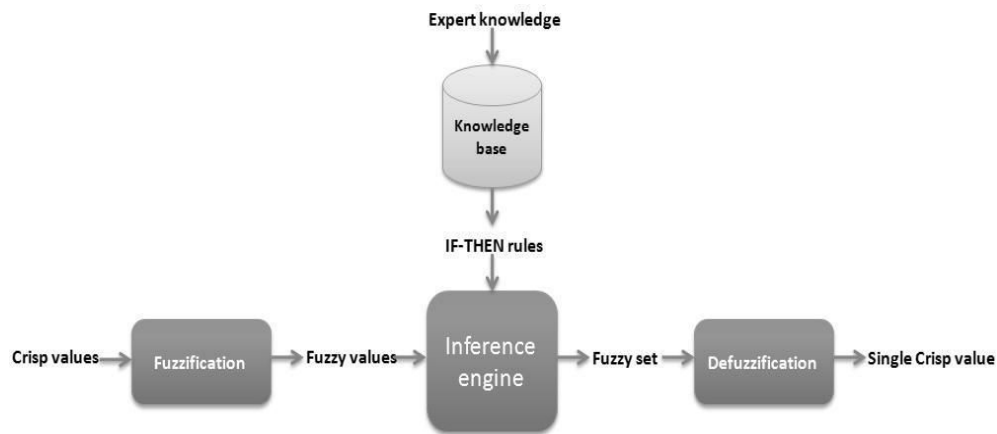 Expert knowledge
Knowledge
base
IF-THEN rules
Crisp values
Fuzzification
Fuzzy values
Inference
engine
Fuzzy set
Defuzzification
Single Crisp value